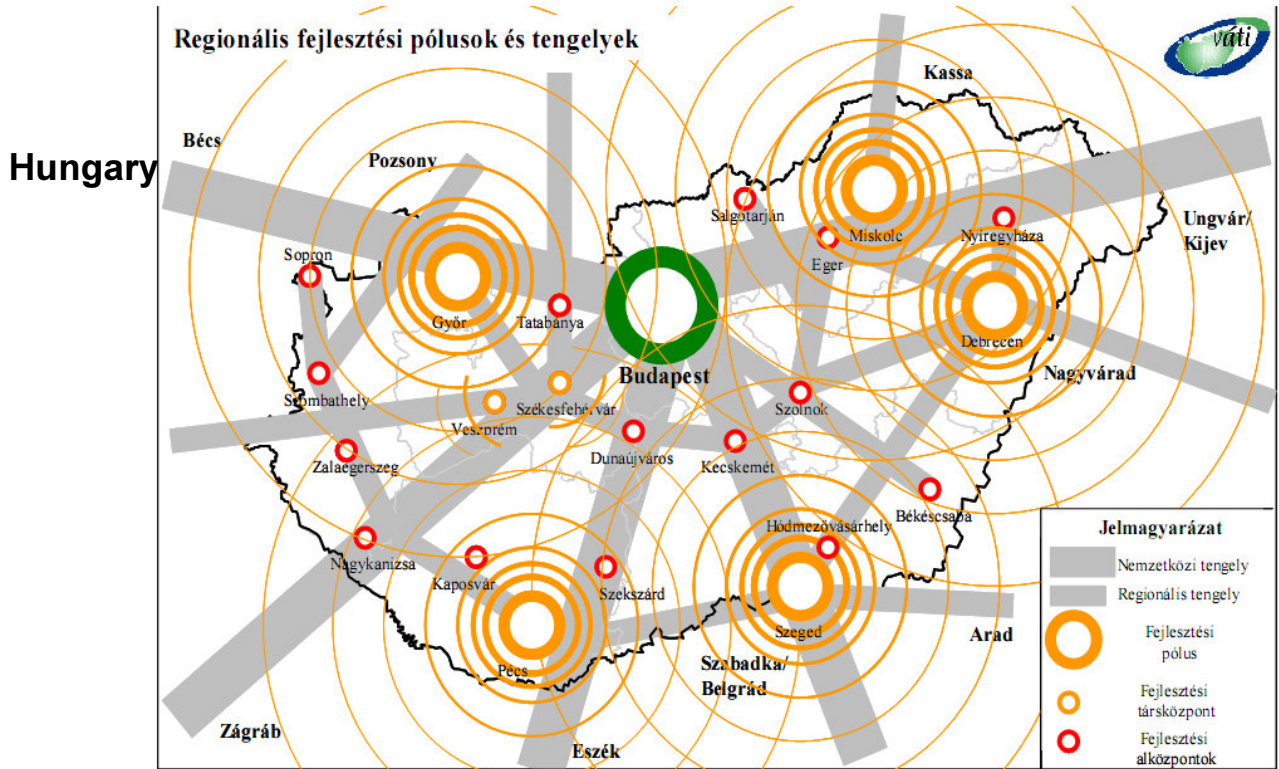 Regionális fejlesztési pólusok és tengelyek
váti
Kassa
Bécs
Pozsony
Hungary
Salgótarján
Miskolc
Nyíregyháza
Ungvár/
Kijev
Eger
Sopron
Győr
Tatabánya
Debrecen
Budapest
Nagyvárad
Szombathely
Székesfehérvár
Veszprém
Szolnok
Dunaújváros
Kecskemét
Zalaegerszeg
Békéscsaba
Hódmezővásárhely
Nagykanizsa
Kaposvár
Szekszárd
Szeged
Arad
Pécs
Szabadka/
Belgrád
Zágráb
Eszék
Jelmagyarázat
Nemzetközi tengely
Regionális tengely
Fejlesztési
pólus
Fejlesztési
társközpont
Fejlesztési
alközpontok